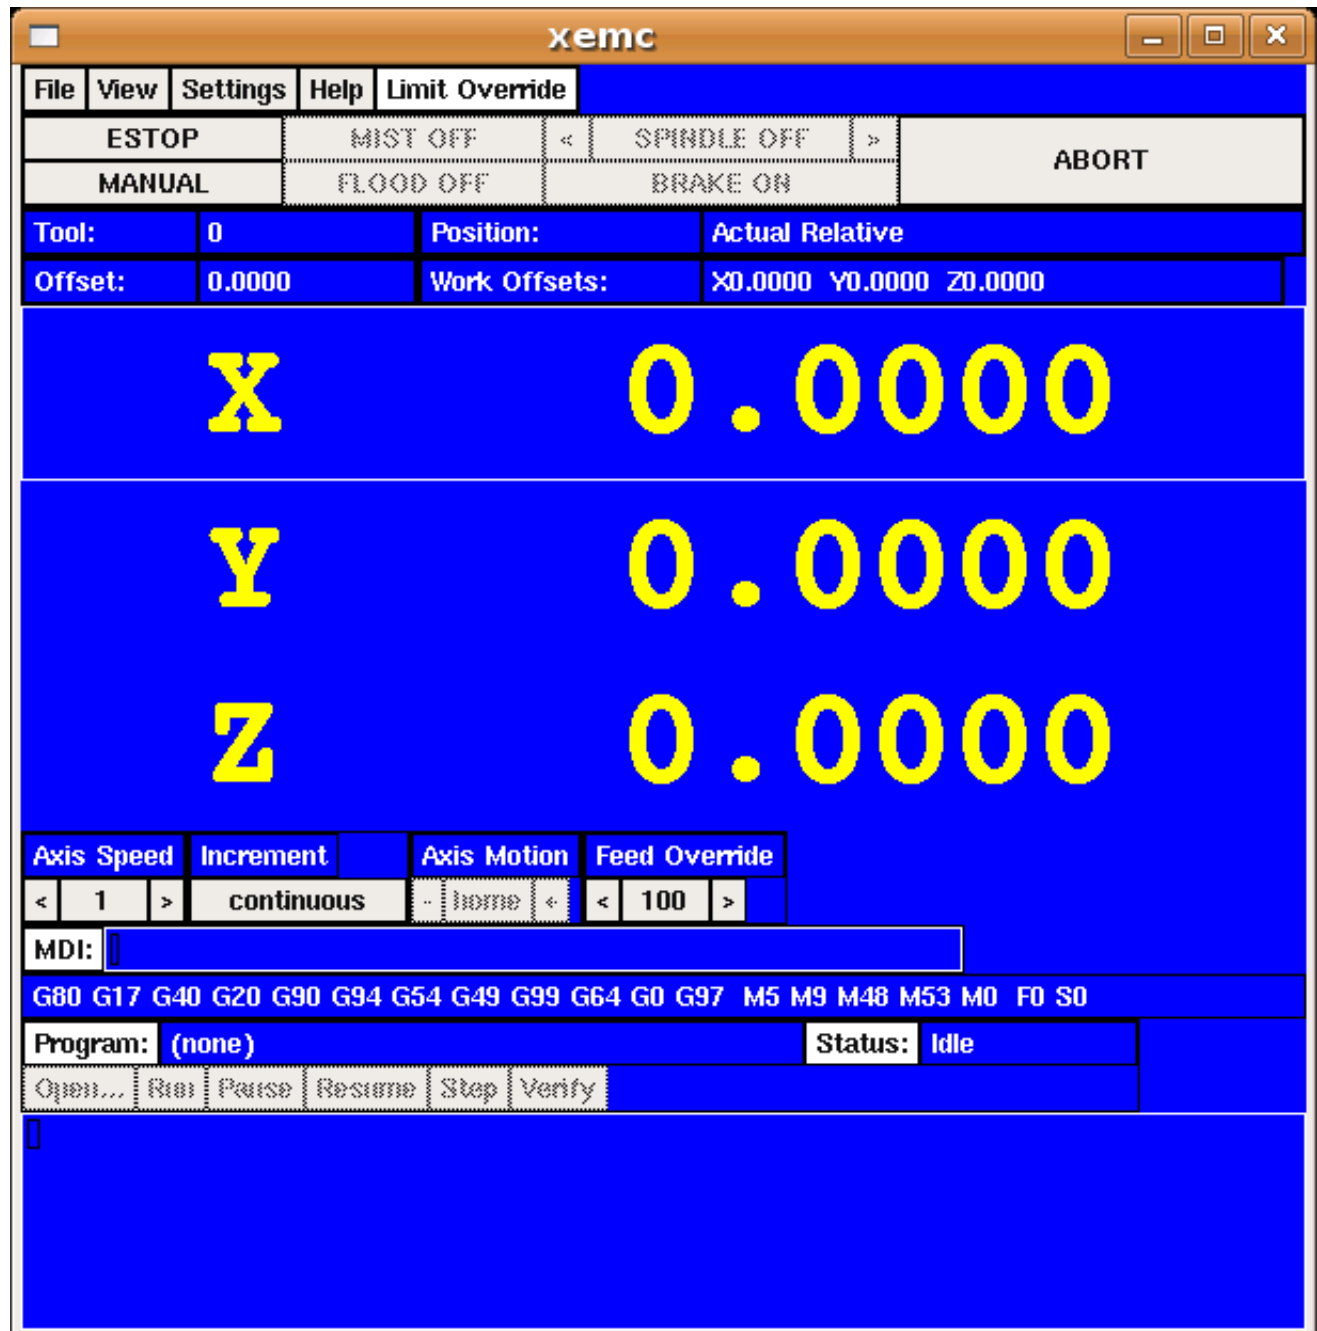 xemc
File View Settings Help Limit Override
ESTOP MIST OFF < SPINDLE OFF > ABORT
MANUAL FLOOD OFF BRAKE ON
Tool: 0 Position: Actual Relative
Offset: 0.0000 Work Offsets: X0.0000 Y0.0000 Z0.0000
X 0.0000
Y 0.0000
Z 0.0000
Axis Speed Increment Axis Motion Feed Override
< 1 > continuous - home + < 100 >
MDI:
G80 G17 G40 G20 G90 G94 G54 G49 G99 G64 G0 G97 M5 M9 M48 M53 M0 F0 S0
Program: (none) Status: Idle
Open... Run Pause Resume Step Verify